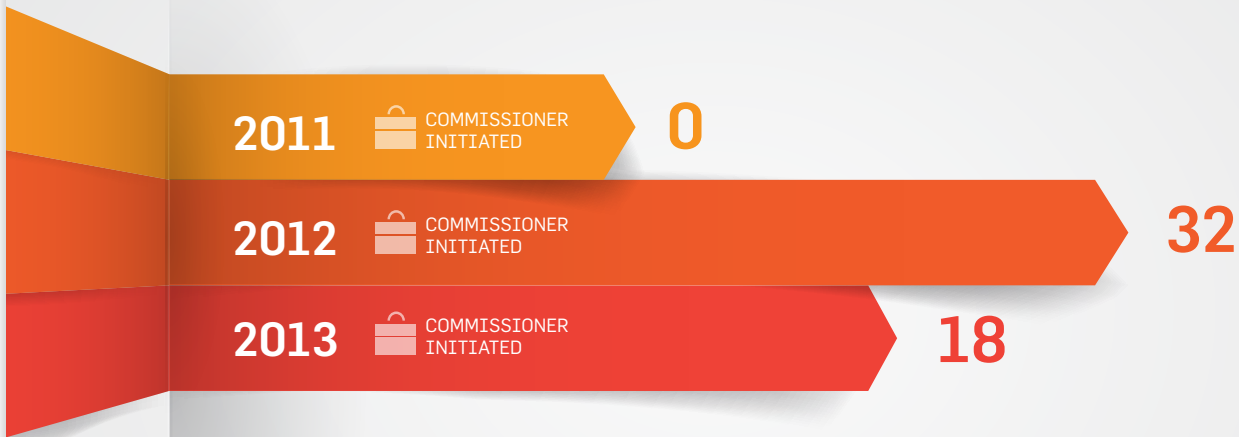 2011 COMMISSIONER
INITIATED 0
2012 COMMISSIONER
INITIATED 32
2013 COMMISSIONER
INITIATED 18